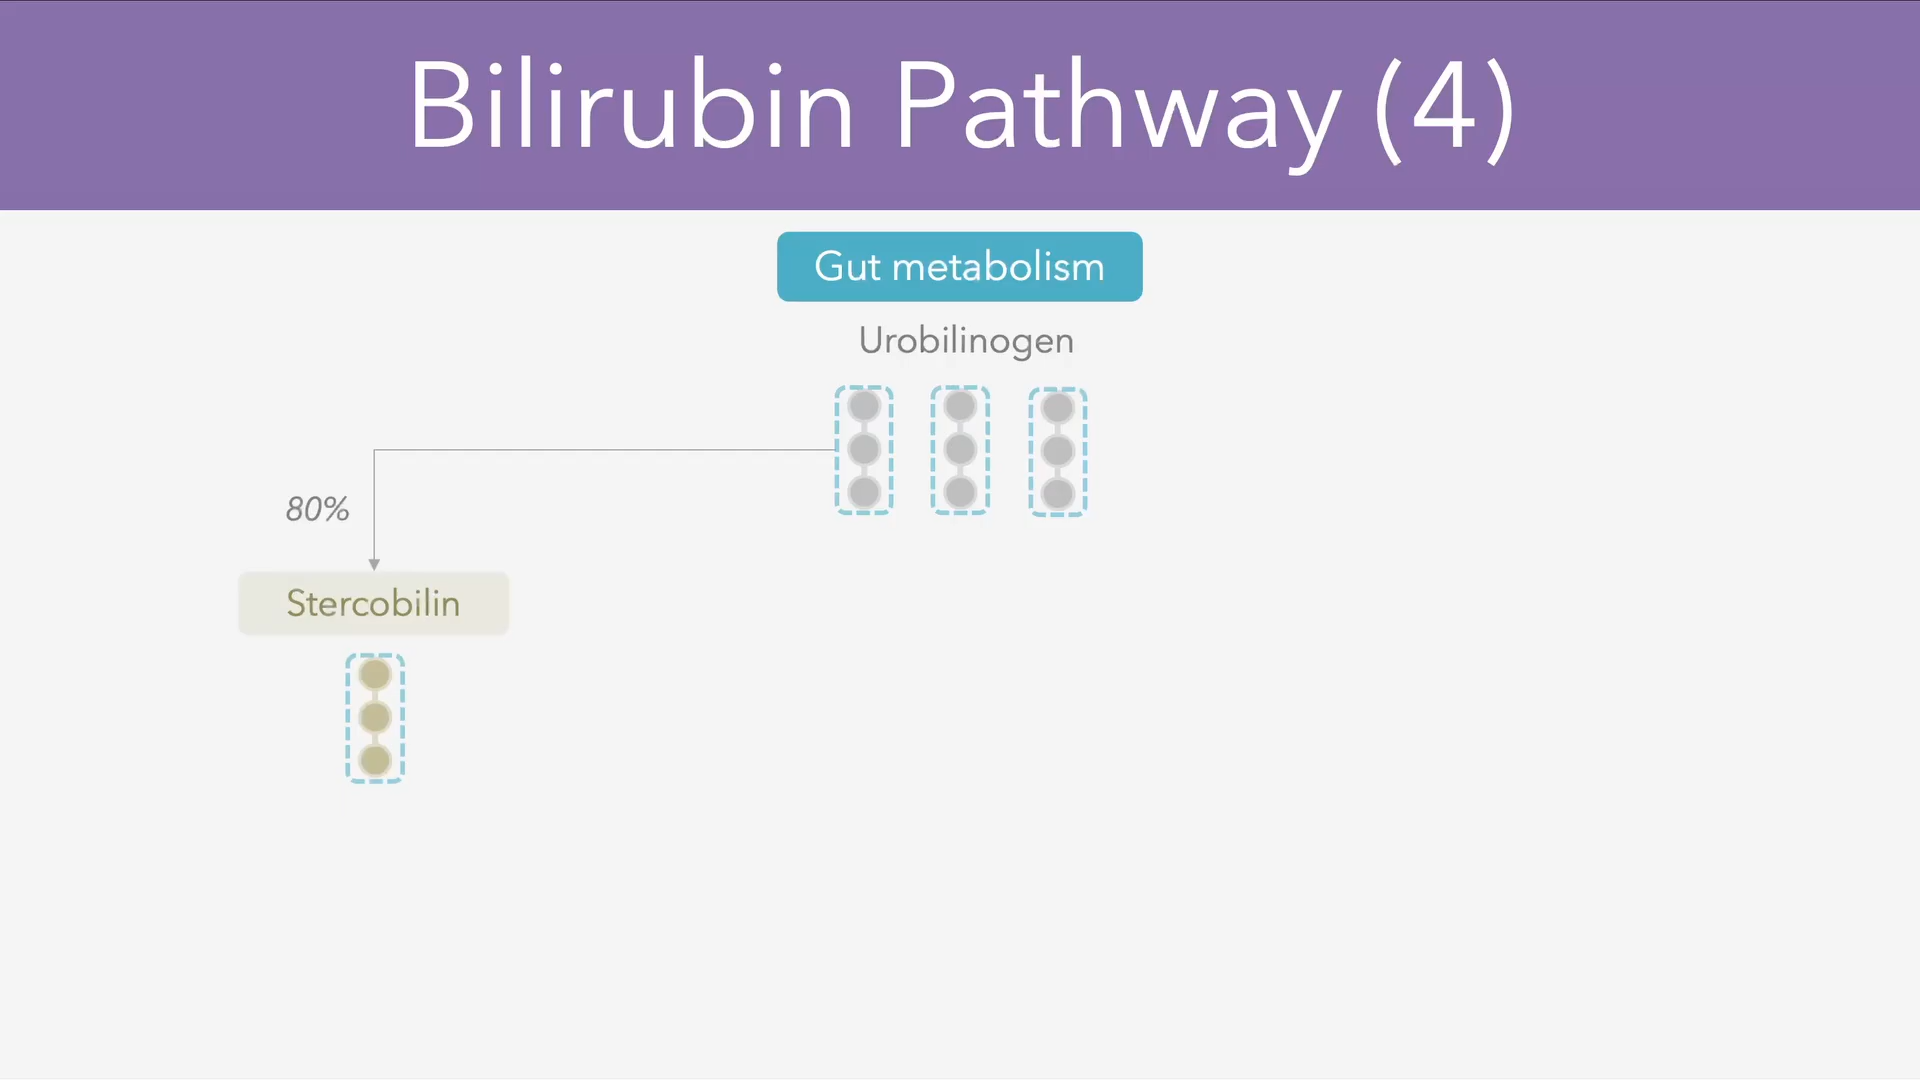 Bilirubin Pathway (4)
Gut metabolism
Urobilinogen
80%
Stercobilin